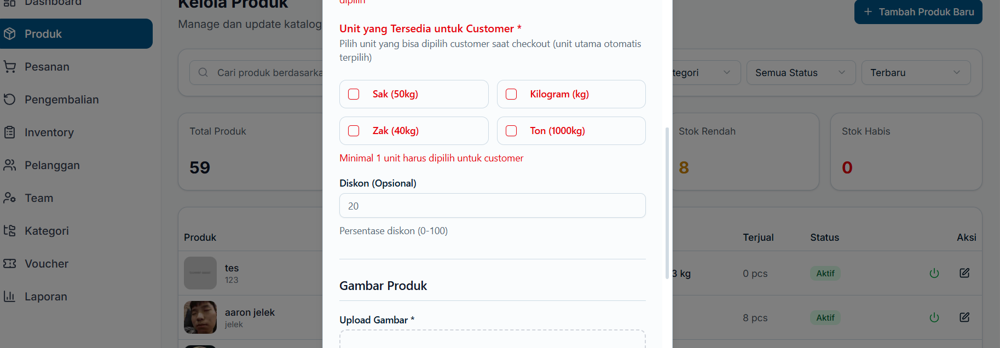 Dashboard
Produk
Pesanan
Pengembalian
Inventory
Pelanggan
Team
Kategori
Voucher
Laporan
Kelola Produk
Manage dan update katalog
Tambah Produk Baru
Cari produk berdasarka
tegori
Semua Status
Terbaru
Total Produk
59
Stok Rendah
8
Stok Habis
0
Produk
Terjual
Status
Aksi
tes
123
3 kg
0 pcs
Aktif
aaron jelek
jelek
8 pcs
Aktif
dipilih
Unit yang Tersedia untuk Customer *
Pilih unit yang bisa dipilih customer saat checkout (unit utama otomatis
terpilih)
Sak (50kg)
Kilogram (kg)
Zak (40kg)
Ton (1000kg)
Minimal 1 unit harus dipilih untuk customer
Diskon (Opsional)
20
Persentase diskon (0-100)
Gambar Produk
Upload Gambar *